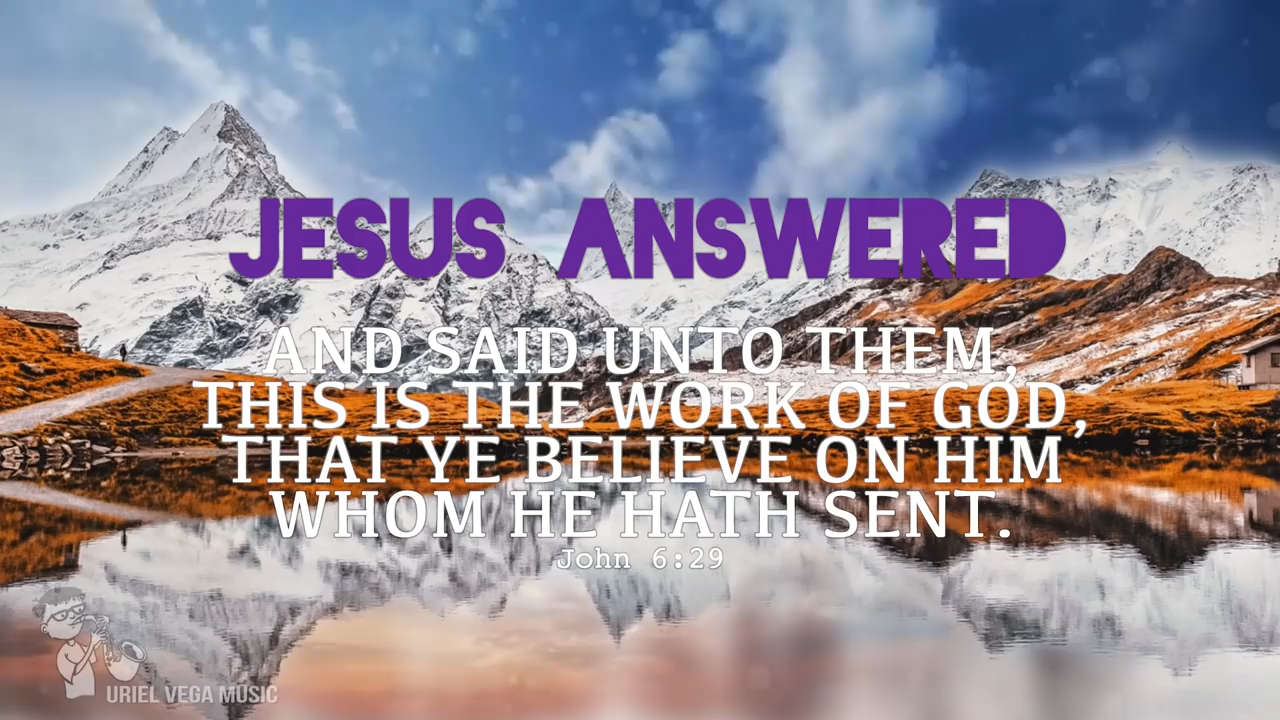 JESUS ANSWERED
AND SAID UNTO THEM,
THIS IS THE WORK OF GOD,
THAT YE BELIEVE ON HIM
WHOM HE HATH SENT.
John 6:29
URIEL VEGA MUSIC